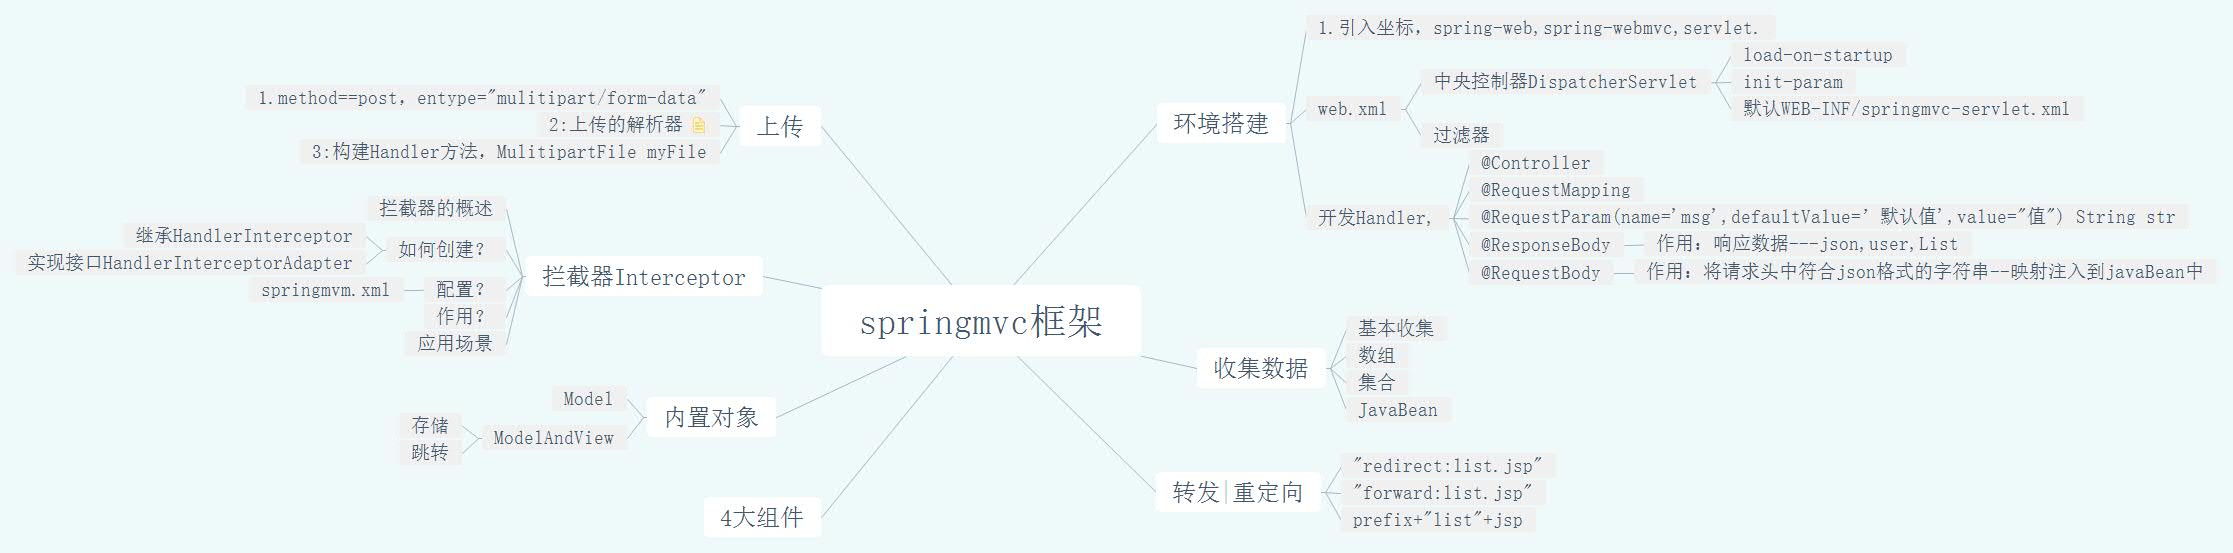 springmvc框架
环境搭建
1.引入坐标，spring-web,spring-webmvc,servlet.
web.xml
中央控制器DispatcherServlet
load-on-startup
init-param
默认WEB-INF/springmvc-servlet.xml
过滤器
开发Handler,
@Controller
@RequestMapping
@RequestParam(name='msg',defaultValue='默认值',value="值") String str
@ResponseBody
作用：响应数据---json,user,List
@RequestBody
作用：将请求头中符合json格式的字符串--映射注入到javaBean中
收集数据
基本收集
数组
集合
JavaBean
转发|重定向
"redirect:list.jsp"
"forward:list.jsp"
prefix+"list"+jsp
上传
1.method==post，entype="mulitipart/form-data"
2:上传的解析器
3:构建Handler方法，MulitipartFile myFile
拦截器Interceptor
拦截器的概述
如何创建？
继承HandlerInterceptor
实现接口HandlerInterceptorAdapter
配置？
springmvm.xml
作用？
应用场景
内置对象
Model
ModelAndView
存储
跳转
4大组件